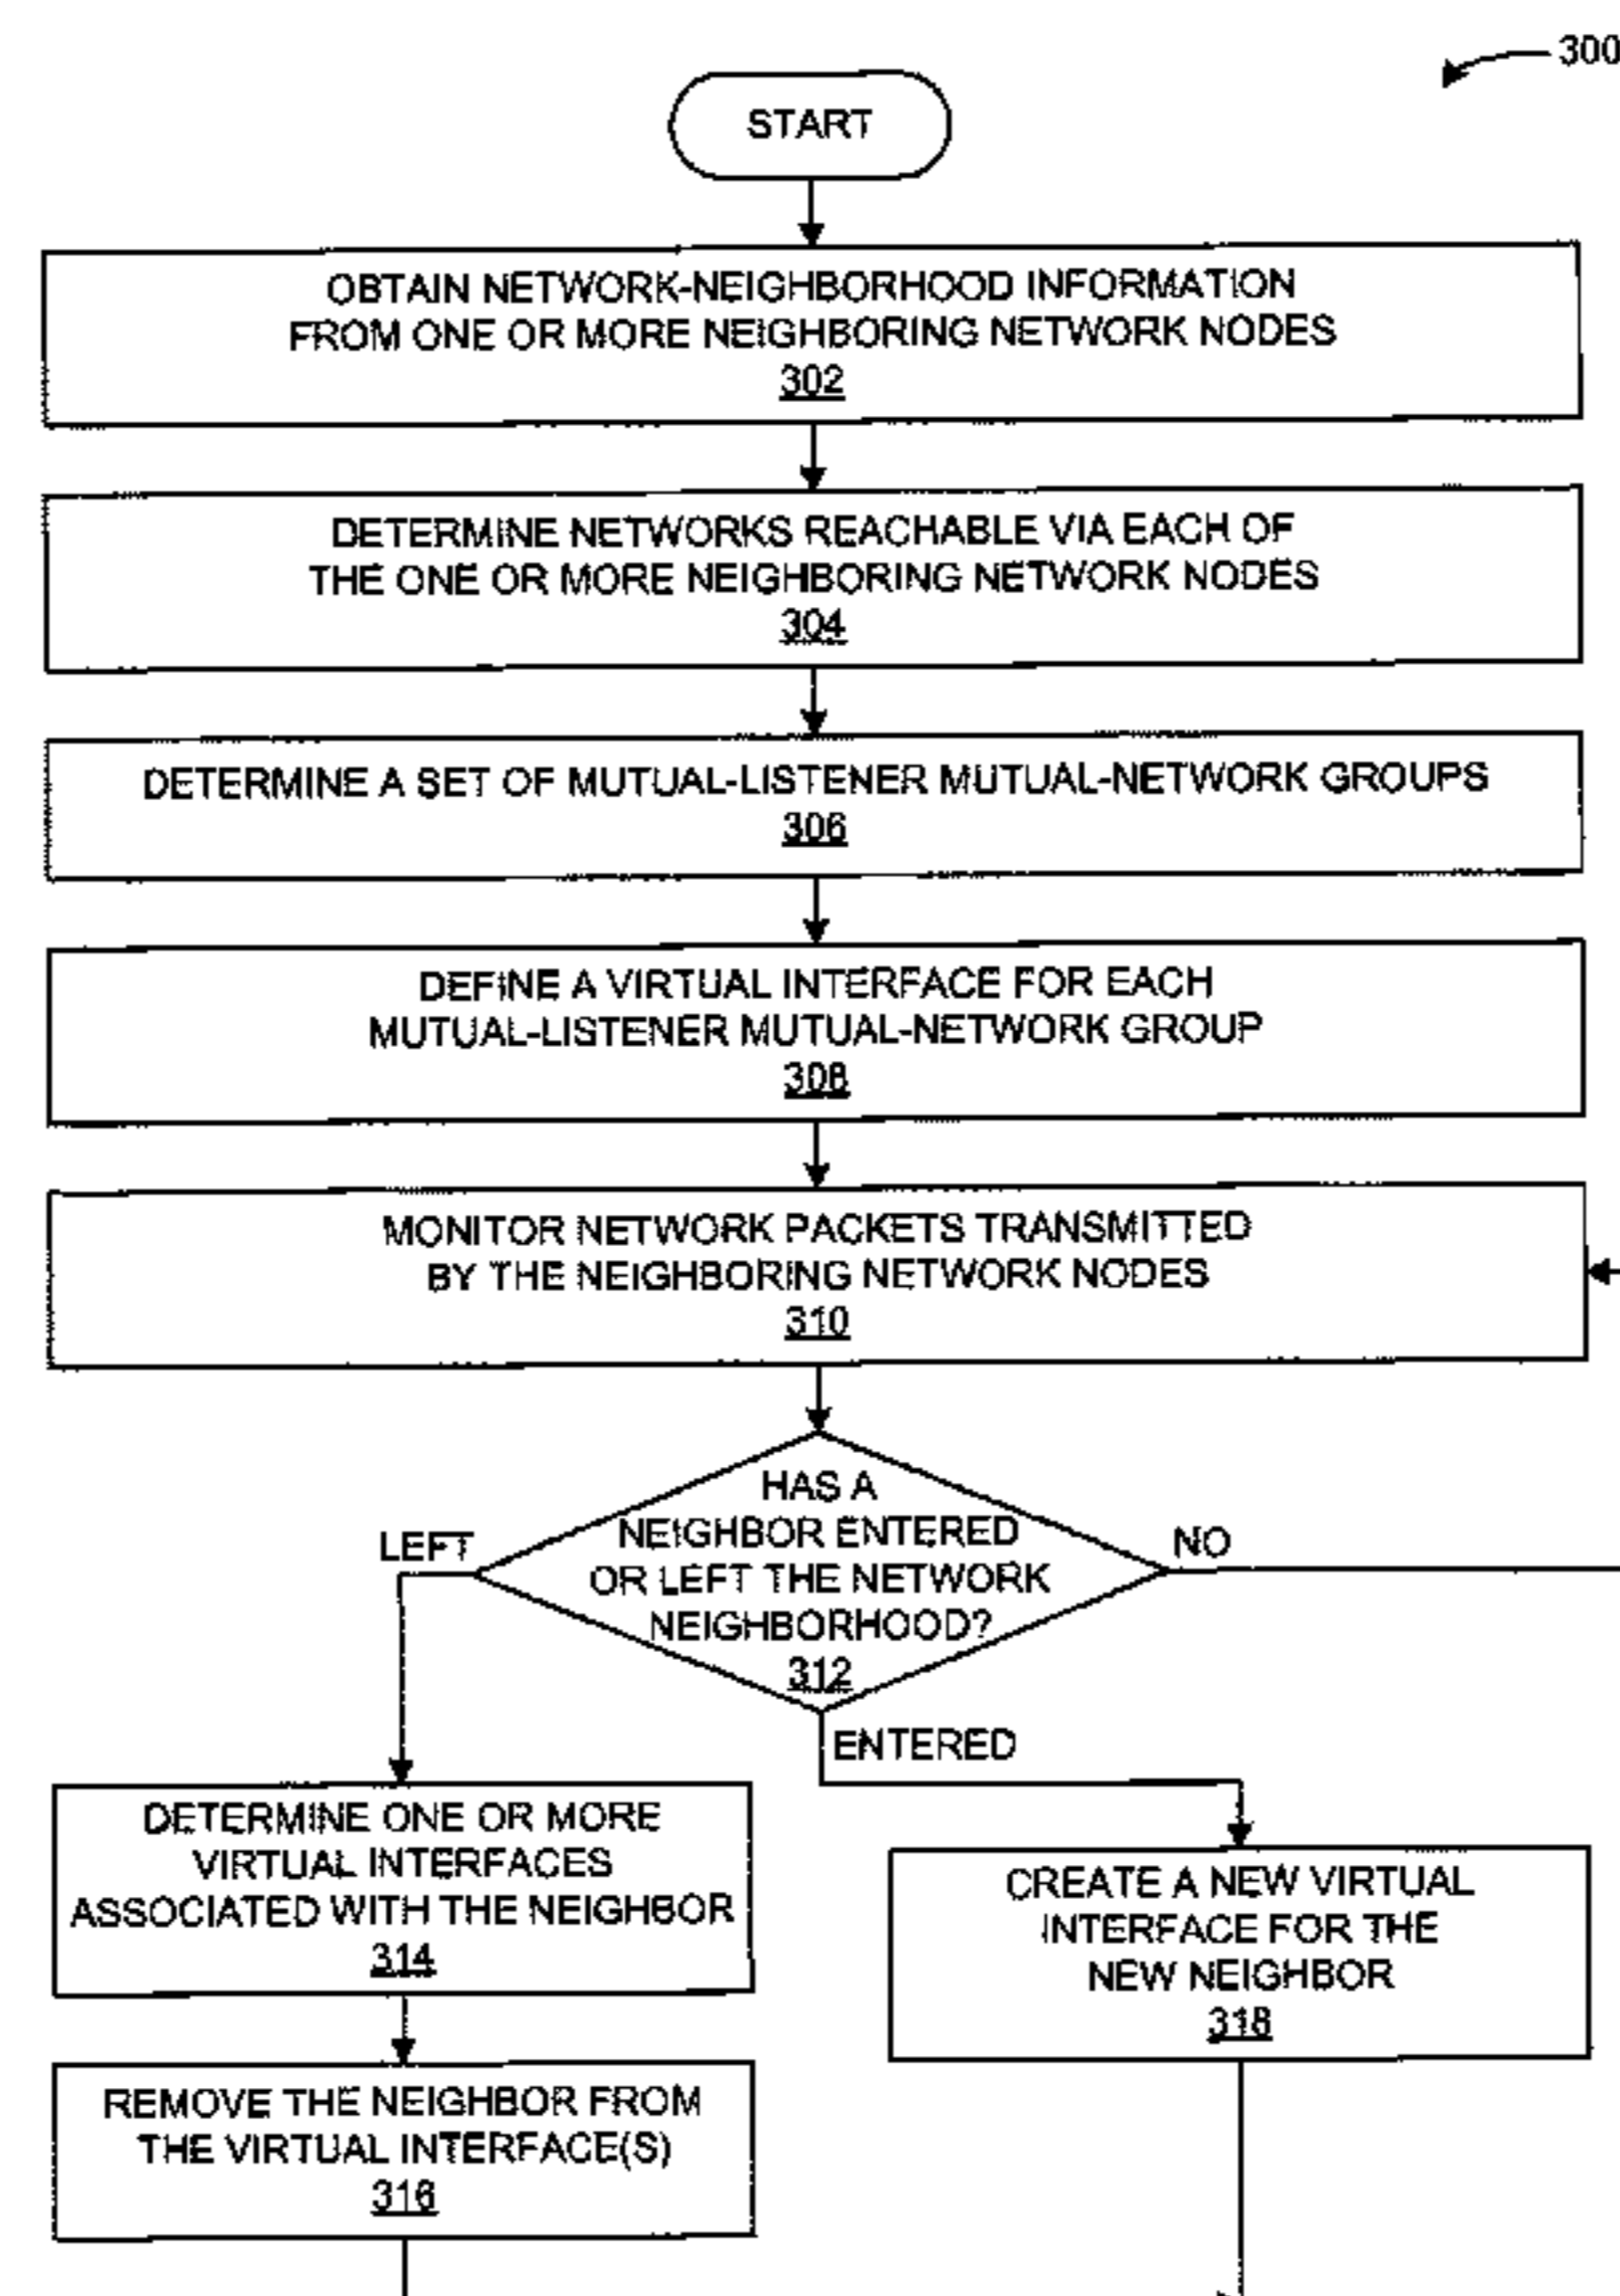 300
START
OBTAIN NETWORK-NEIGHBORHOOD INFORMATION
FROM ONE OR MORE NEIGHBORING NETWORK NODES
302
DETERMINE NETWORKS REACHABLE VIA EACH OF
THE ONE OR MORE NEIGHBORING NETWORK NODES
304
DETERMINE A SET OF MUTUAL-LISTENER MUTUAL-NETWORK GROUPS
306
DEFINE A VIRTUAL INTERFACE FOR EACH
MUTUAL-LISTENER MUTUAL-NETWORK GROUP
308
MONITOR NETWORK PACKETS TRANSMITTED
BY THE NEIGHBORING NETWORK NODES
310
HAS A
NEIGHBOR ENTERED
OR LEFT THE NETWORK
NEIGHBORHOOD?
312
LEFT
NO
ENTERED
DETERMINE ONE OR MORE
VIRTUAL INTERFACES
ASSOCIATED WITH THE NEIGHBOR
314
CREATE A NEW VIRTUAL
INTERFACE FOR THE
NEW NEIGHBOR
318
REMOVE THE NEIGHBOR FROM
THE VIRTUAL INTERFACE(S)
316